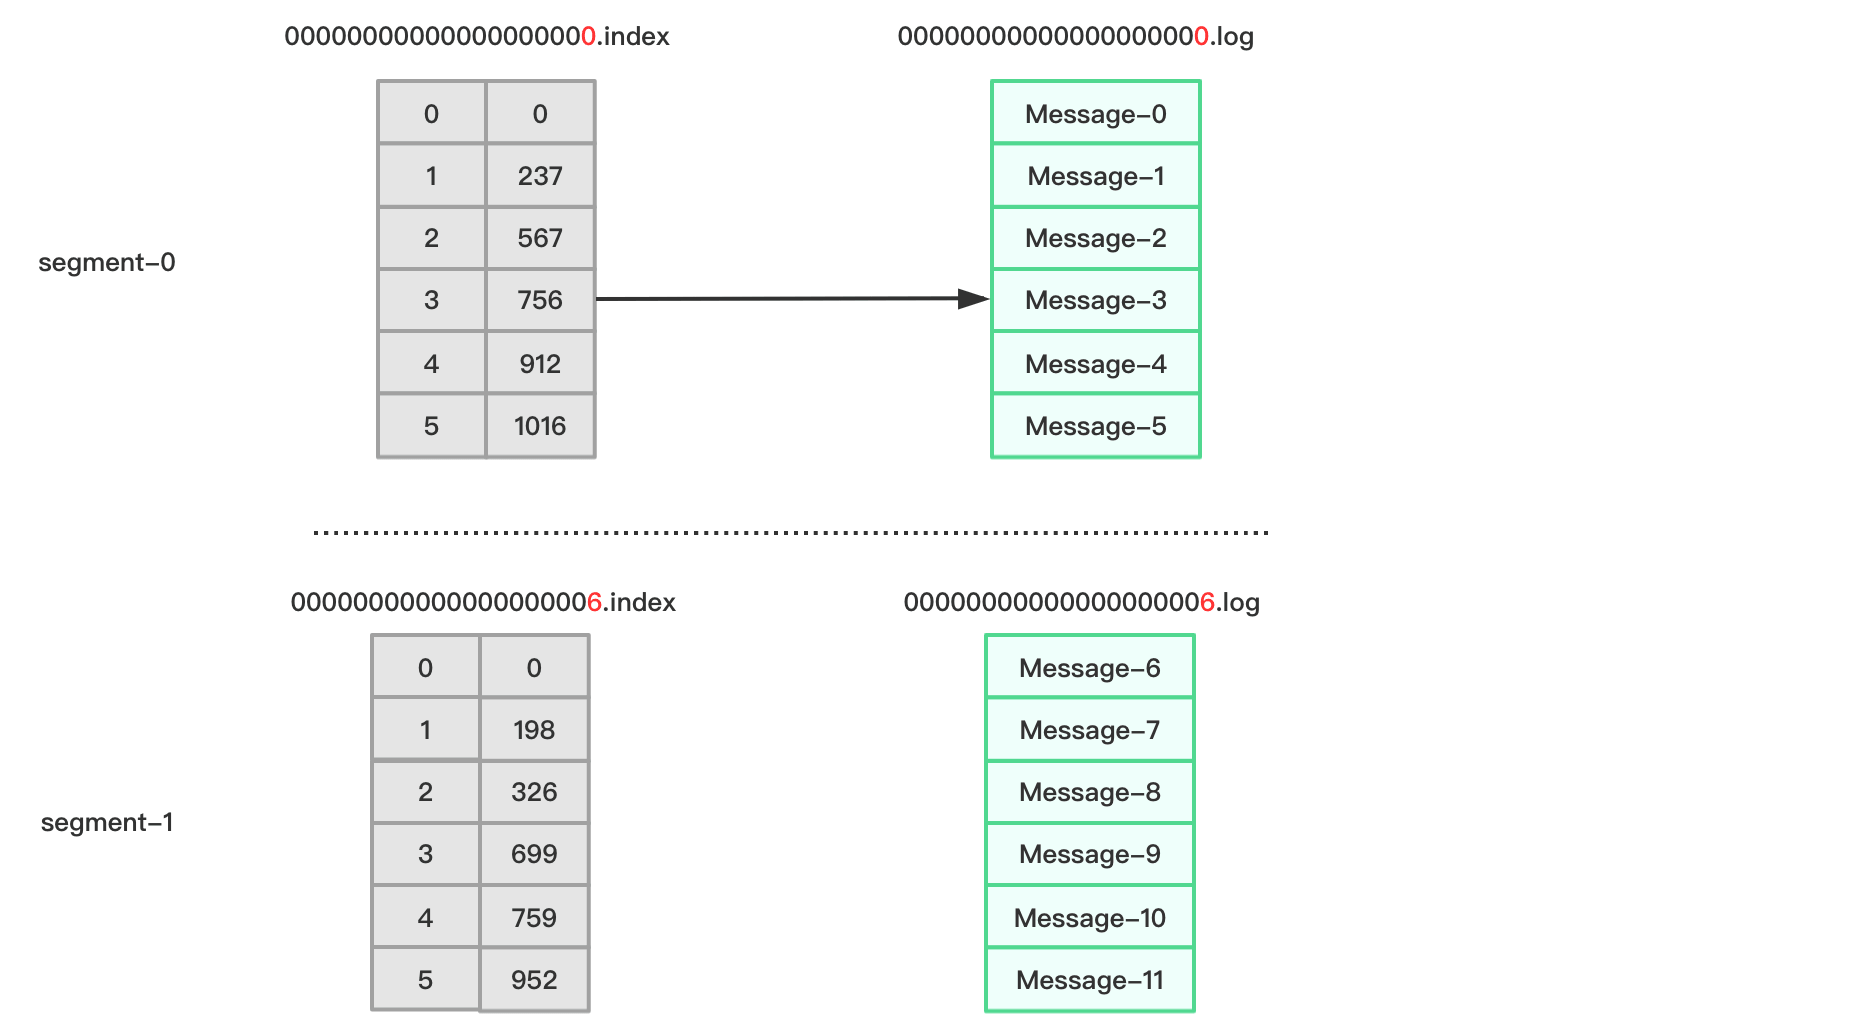 00000000000000000000.index
00000000000000000000.log
0 0
1 237
2 567
3 756
4 912
5 1016
Message-0
Message-1
Message-2
Message-3
Message-4
Message-5
segment-0
00000000000000000006.index
00000000000000000006.log
0 0
1 198
2 326
3 699
4 759
5 952
Message-6
Message-7
Message-8
Message-9
Message-10
Message-11
segment-1